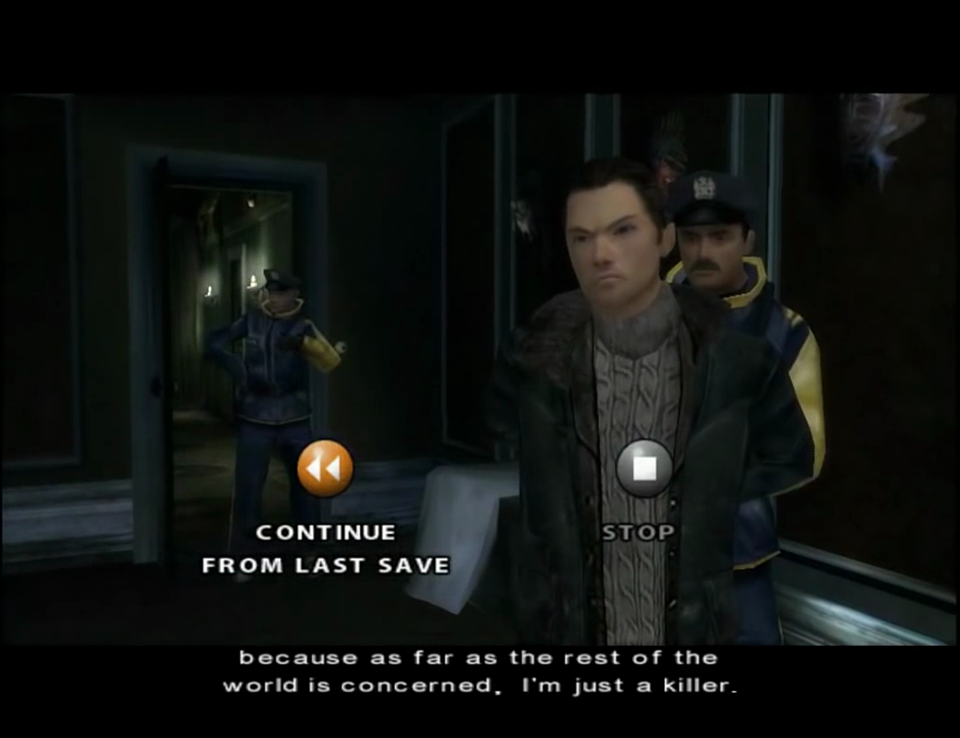 CONTINUE
FROM LAST SAVE
STOP
because as far as the rest of the
world is concerned, I'm just a killer.